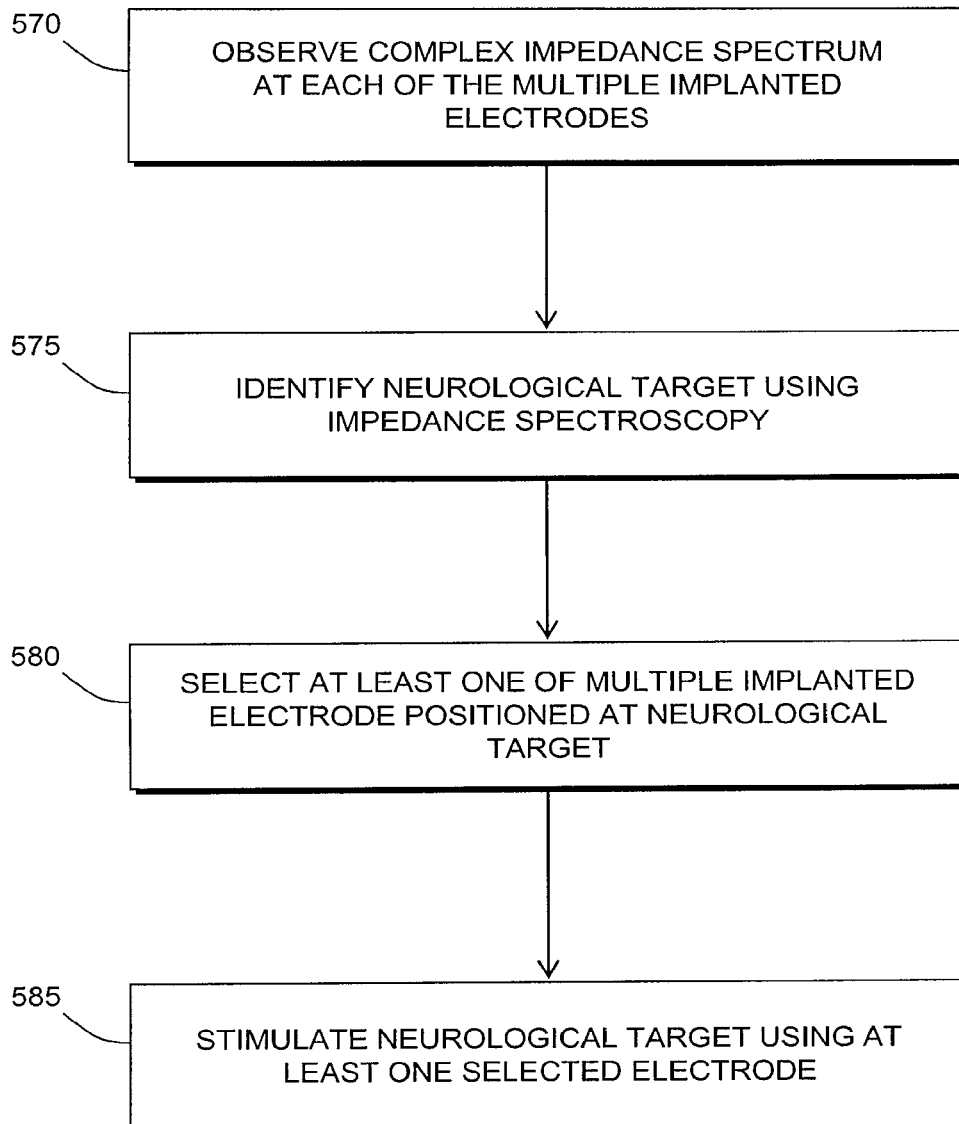 570
OBSERVE COMPLEX IMPEDANCE SPECTRUM
AT EACH OF THE MULTIPLE IMPLANTED
ELECTRODES
575
IDENTIFY NEUROLOGICAL TARGET USING
IMPEDANCE SPECTROSCOPY
580
SELECT AT LEAST ONE OF MULTIPLE IMPLANTED
ELECTRODE POSITIONED AT NEUROLOGICAL
TARGET
585
STIMULATE NEUROLOGICAL TARGET USING AT
LEAST ONE SELECTED ELECTRODE